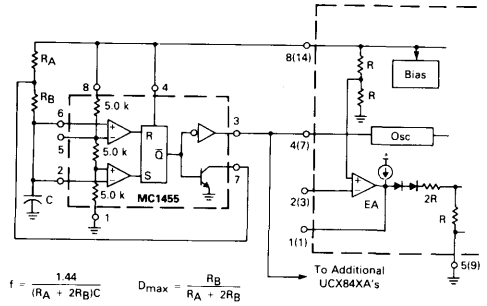 RA
RB
C
8
4
6
5
2
1
3
7
5.0 k
5.0 k
5.0 k
R
Q
S
MC1455
8(14)
R
R
Bias
4(7)
Osc
2(3)
+
−
EA
2R
R
1(1)
5(9)
To Additional
UCX84XA's
f = 1.44 / (RA + 2RB)C
Dmax = RB / RA + 2RB